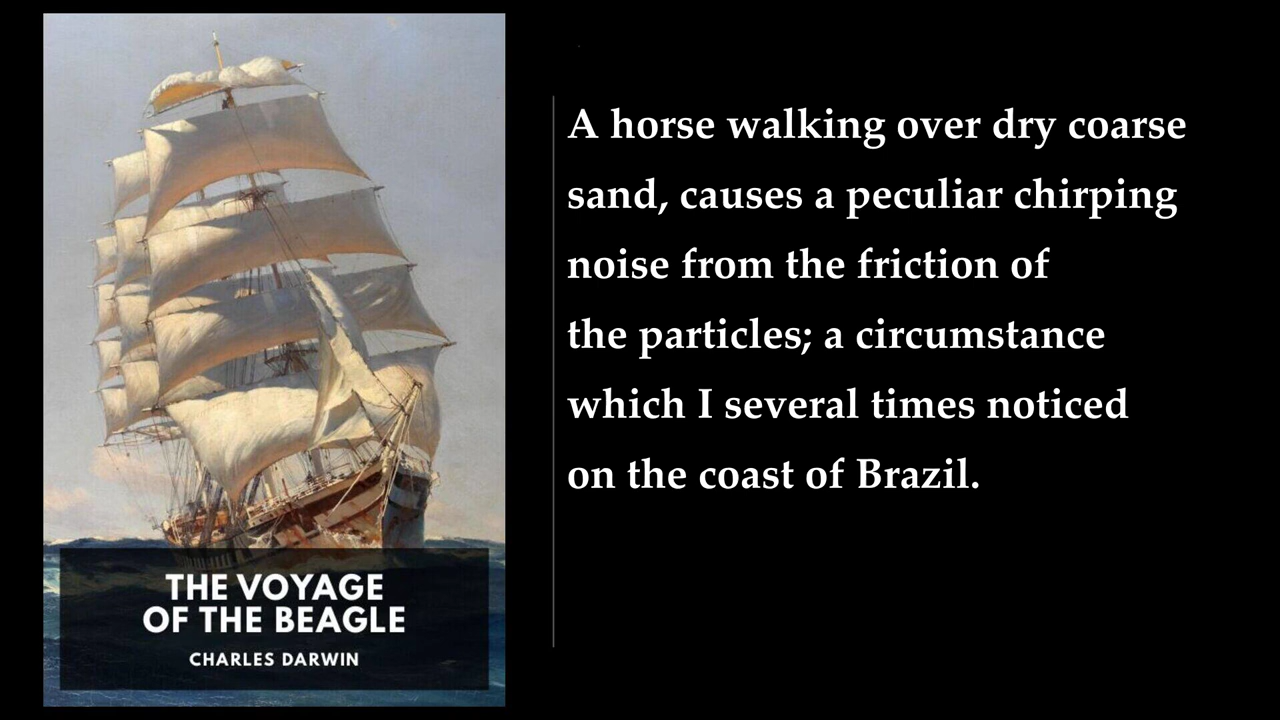 THE VOYAGE
OF THE BEAGLE
CHARLES DARWIN
A horse walking over dry coarse
sand, causes a peculiar chirping
noise from the friction of
the particles; a circumstance
which I several times noticed
on the coast of Brazil.